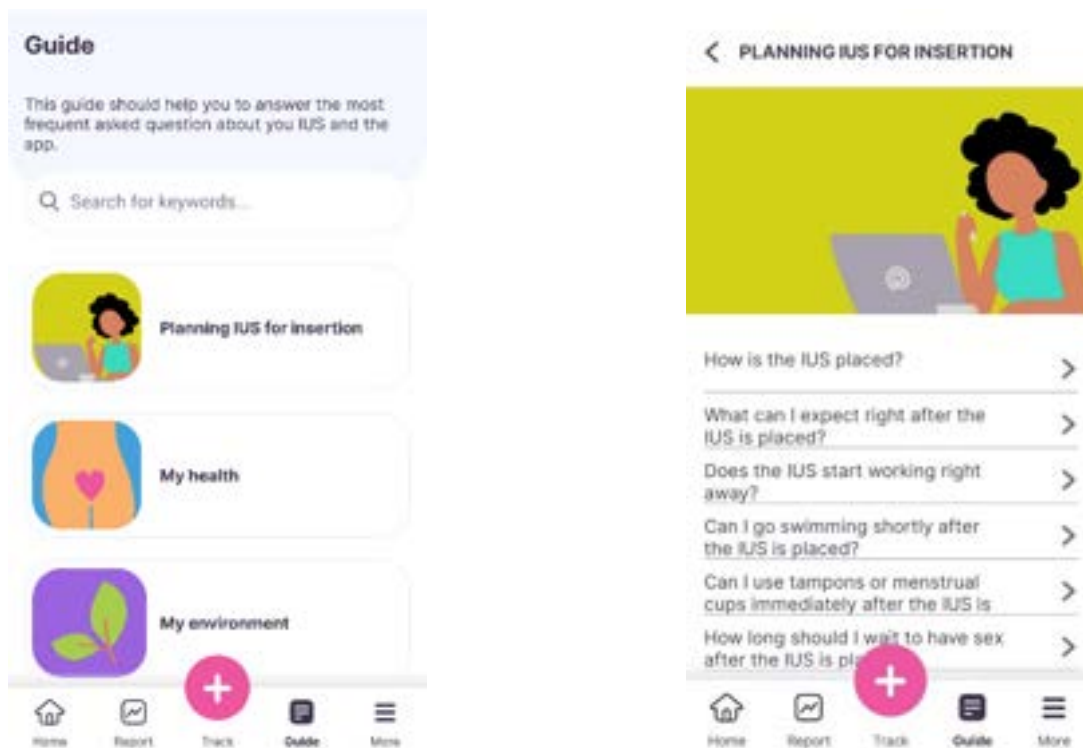 Guide
This guide should help you to answer the most
frequent asked question about you IUS and the
app.
Search for keywords...
Planning IUS for insertion
My health
My environment
Home
Report
Track
Guide
More
PLANNING IUS FOR INSERTION
How is the IUS placed?
What can I expect right after the
IUS is placed?
Does the IUS start working right
away?
Can I go swimming shortly after
the IUS is placed?
Can I use tampons or menstrual
cups immediately after the IUS is
How long should I wait to have sex
after the IUS is
Home
Report
Track
Guide
More